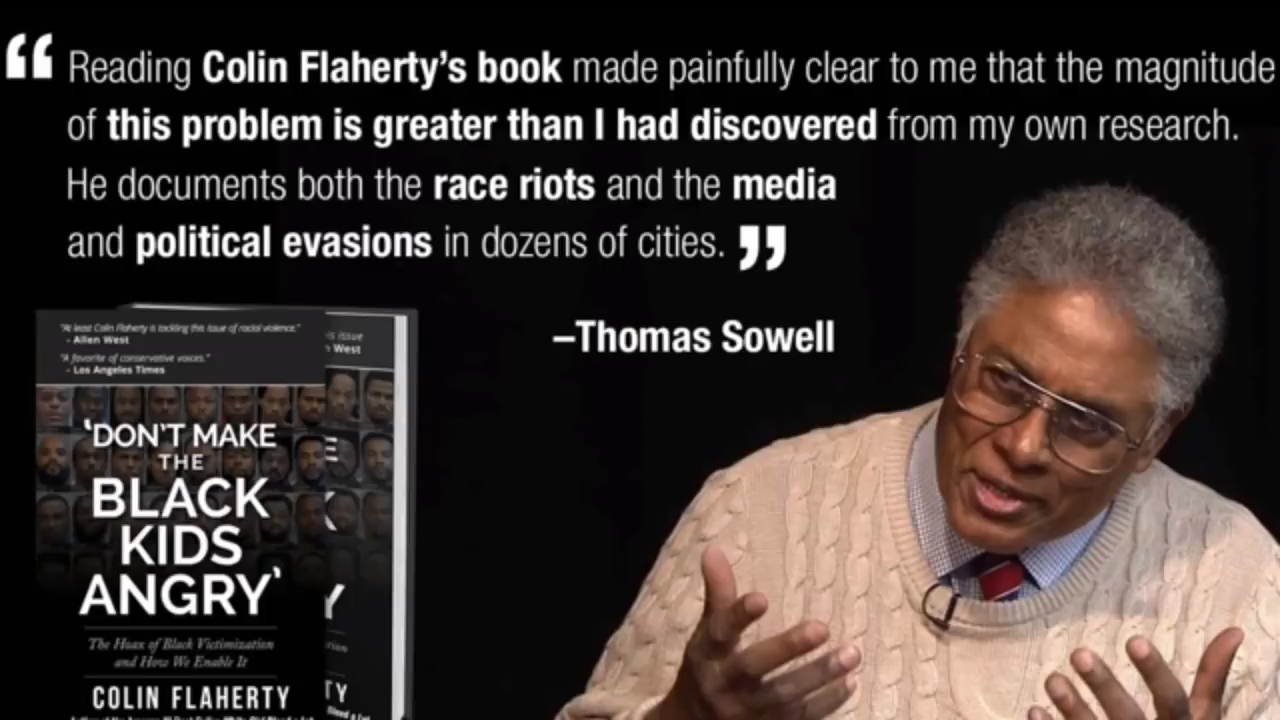 “ Reading Colin Flaherty's book made painfully clear to me that the magnitude
of this problem is greater than I had discovered from my own research.
He documents both the race riots and the media
and political evasions in dozens of cities. ”
–Thomas Sowell
"At least Colin Flaherty is tackling this issue of racial violence."
- Allen West
"A favorite of conservative voices."
- Los Angeles Times
'DON'T MAKE
THE
BLACK
KIDS
ANGRY'
The Hoax of Black Victimization
and How We Enable It
COLIN FLAHERTY
is issue
West
E
K
Y
TY